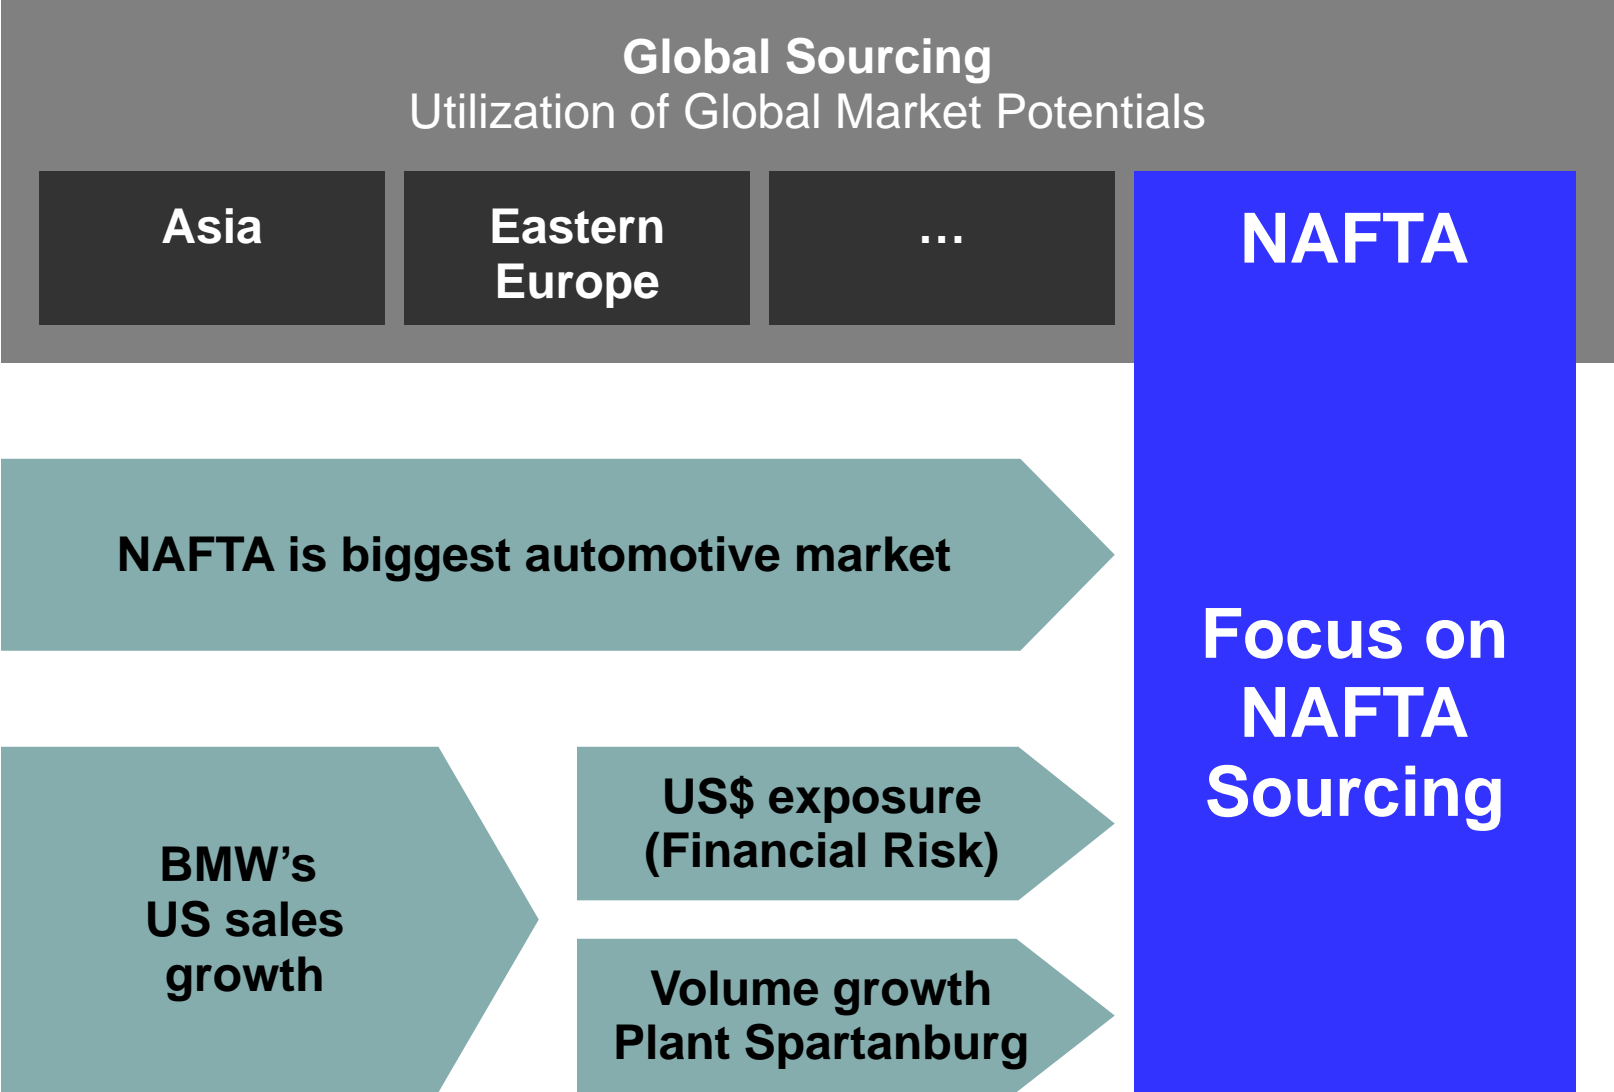 Global Sourcing
Utilization of Global Market Potentials
Asia
Eastern
Europe
…
NAFTA
NAFTA is biggest automotive market
Focus on
NAFTA
Sourcing
BMW’s
US sales
growth
US$ exposure
(Financial Risk)
Volume growth
Plant Spartanburg